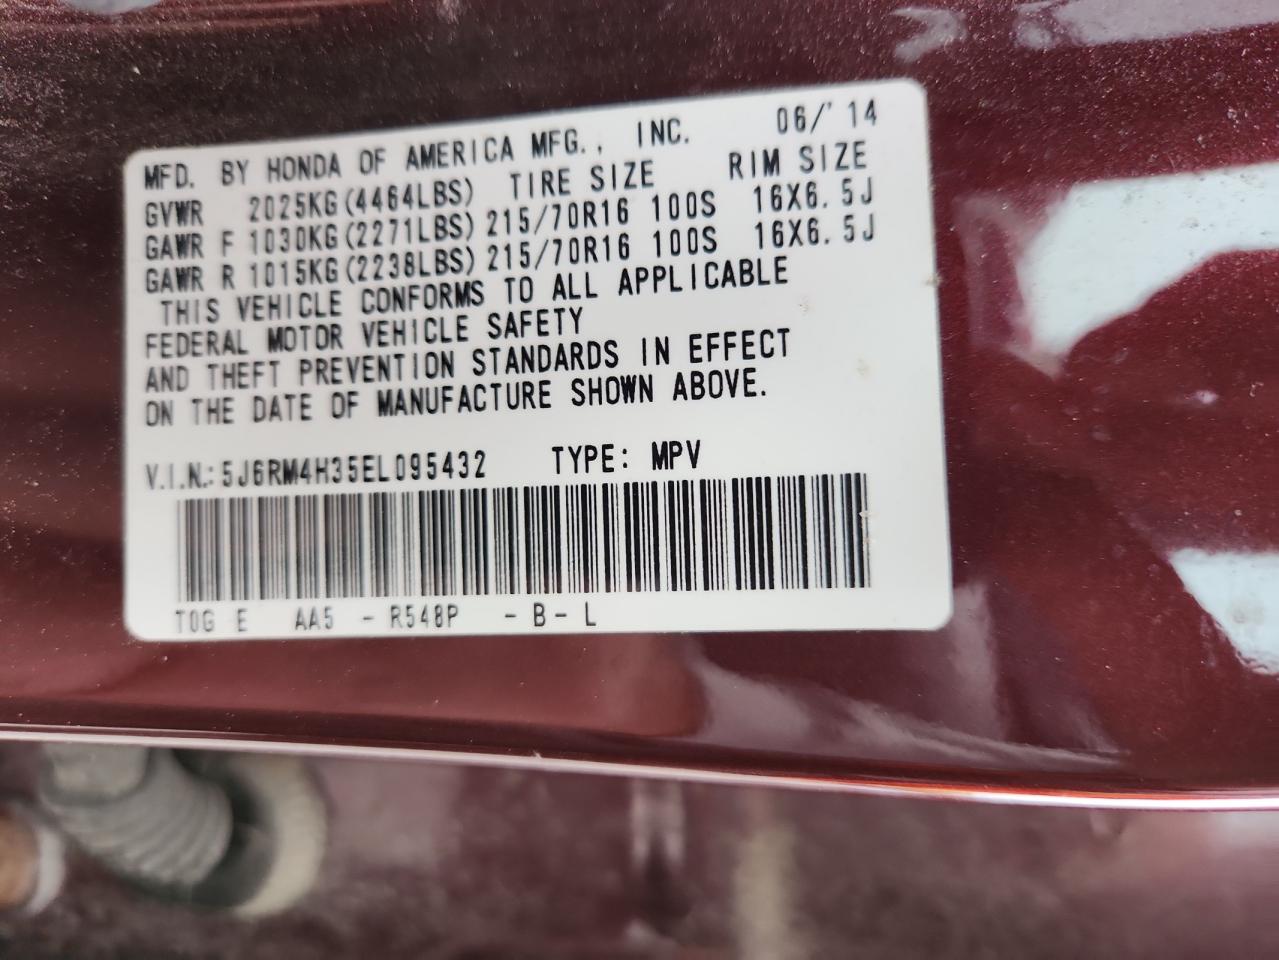 MFD. BY HONDA OF AMERICA MFG., INC. 06/'14
GVWR 2025KG(4464LBS) TIRE SIZE RIM SIZE
GAWR F 1030KG(2271LBS) 215/70R16 100S 16X6.5J
GAWR R 1015KG(2238LBS) 215/70R16 100S 16X6.5J
THIS VEHICLE CONFORMS TO ALL APPLICABLE
FEDERAL MOTOR VEHICLE SAFETY
AND THEFT PREVENTION STANDARDS IN EFFECT
ON THE DATE OF MANUFACTURE SHOWN ABOVE.
V.I.N.: 5J6RM4H35EL095432 TYPE: MPV
T0G E AA5 - R548P - B - L